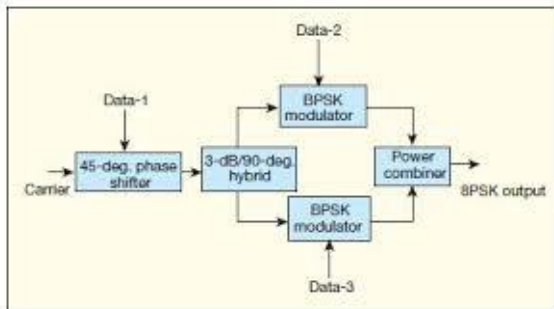 Data-2
Data-1
BPSK
modulator
45-deg. phase
shifter
3-dB/90-deg.
hybrid
Power
combiner
Carrier
8PSK output
BPSK
modulator
Data-3